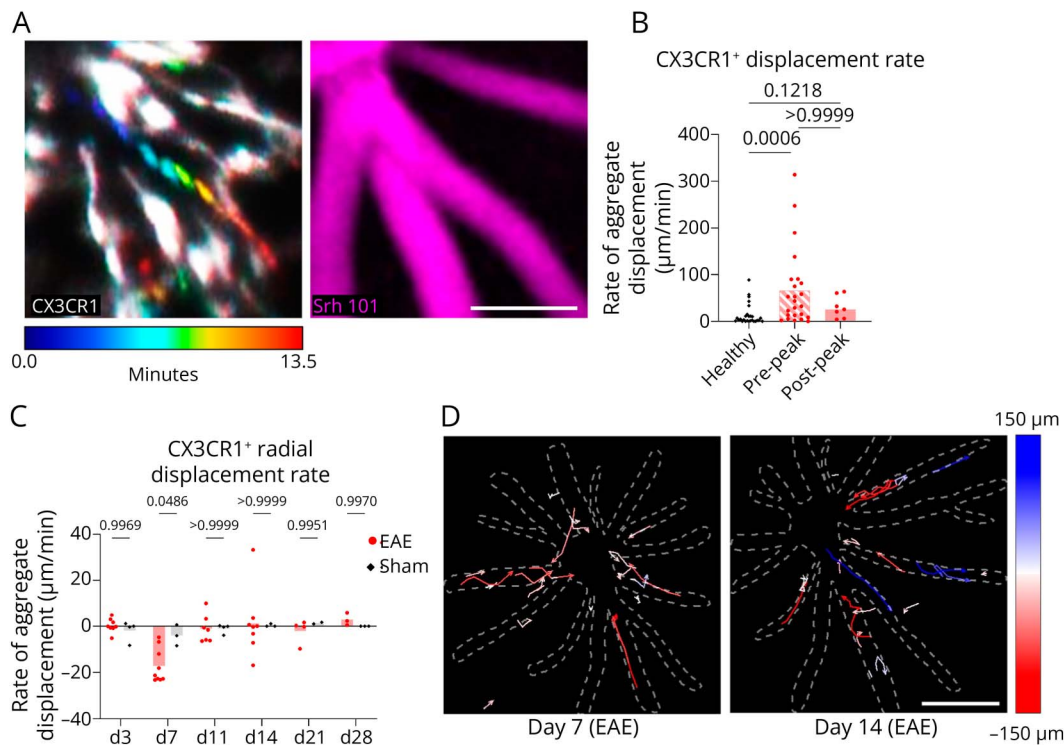 A
CX3CR1
Srh 101
0.0
13.5
Minutes
B
CX3CR1⁺ displacement rate
0.1218
>0.9999
0.0006
Rate of aggregate
displacement
(µm/min)
400
300
200
100
0
Healthy
Pre-peak
Post-peak
C
CX3CR1⁺ radial
displacement rate
0.0486
>0.9999
0.9970
0.9969
>0.9999
0.9951
EAE
Sham
Rate of aggregate
displacement (µm/min)
40
20
0
−20
−40
d3
d7
d11
d14
d21
d28
D
150 µm
Day 7 (EAE)
Day 14 (EAE)
−150 µm